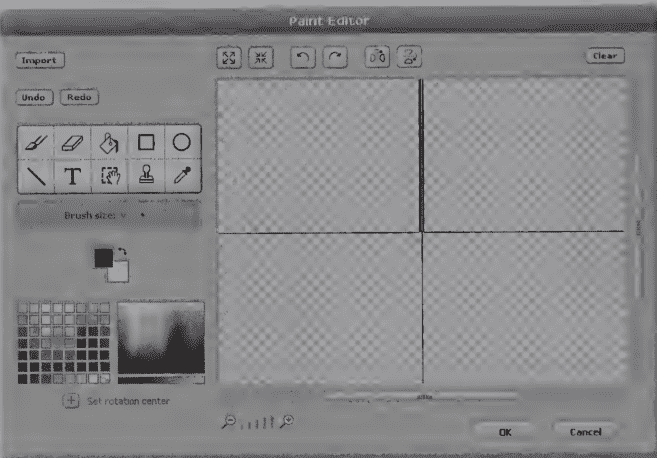 Paint Editor
Import
Clear
Undo Redo
T
Brush size:
Set rotation center
OK Cancel